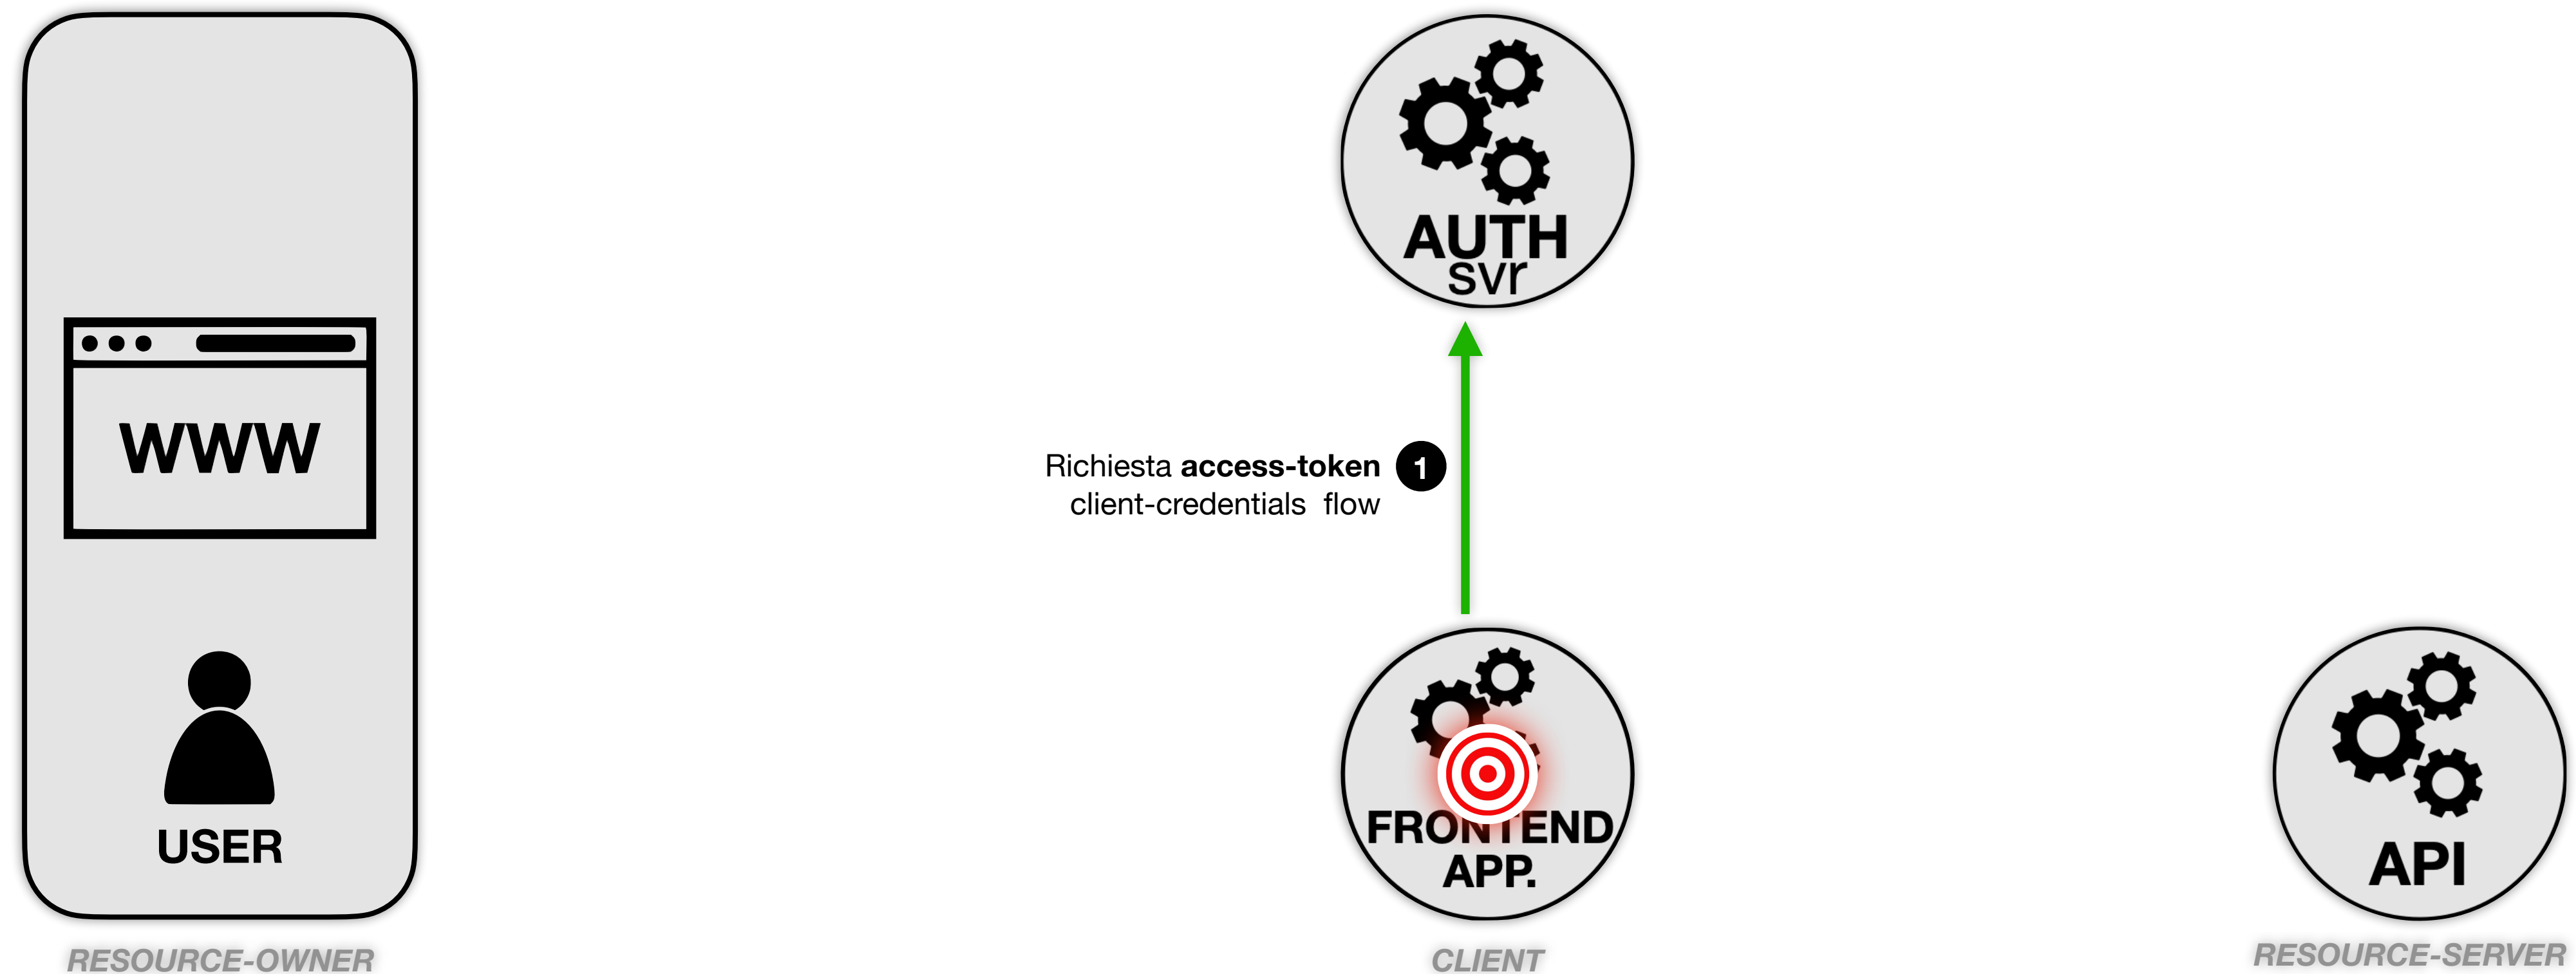 WWW
USER
RESOURCE-OWNER
AUTH
svr
Richiesta access-token 1
client-credentials flow
FRONTEND
APP.
CLIENT
API
RESOURCE-SERVER